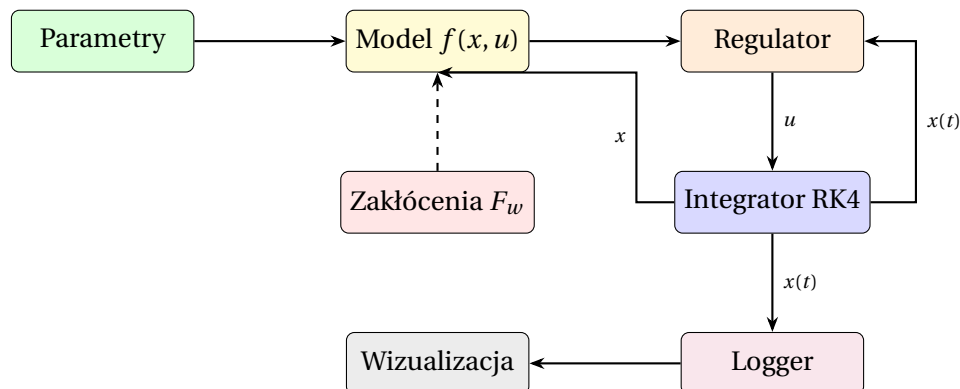 Parametry
Model f(x, u)
Regulator
x
u
x(t)
Zakłócenia F_w
Integrator RK4
x(t)
Wizualizacja
Logger